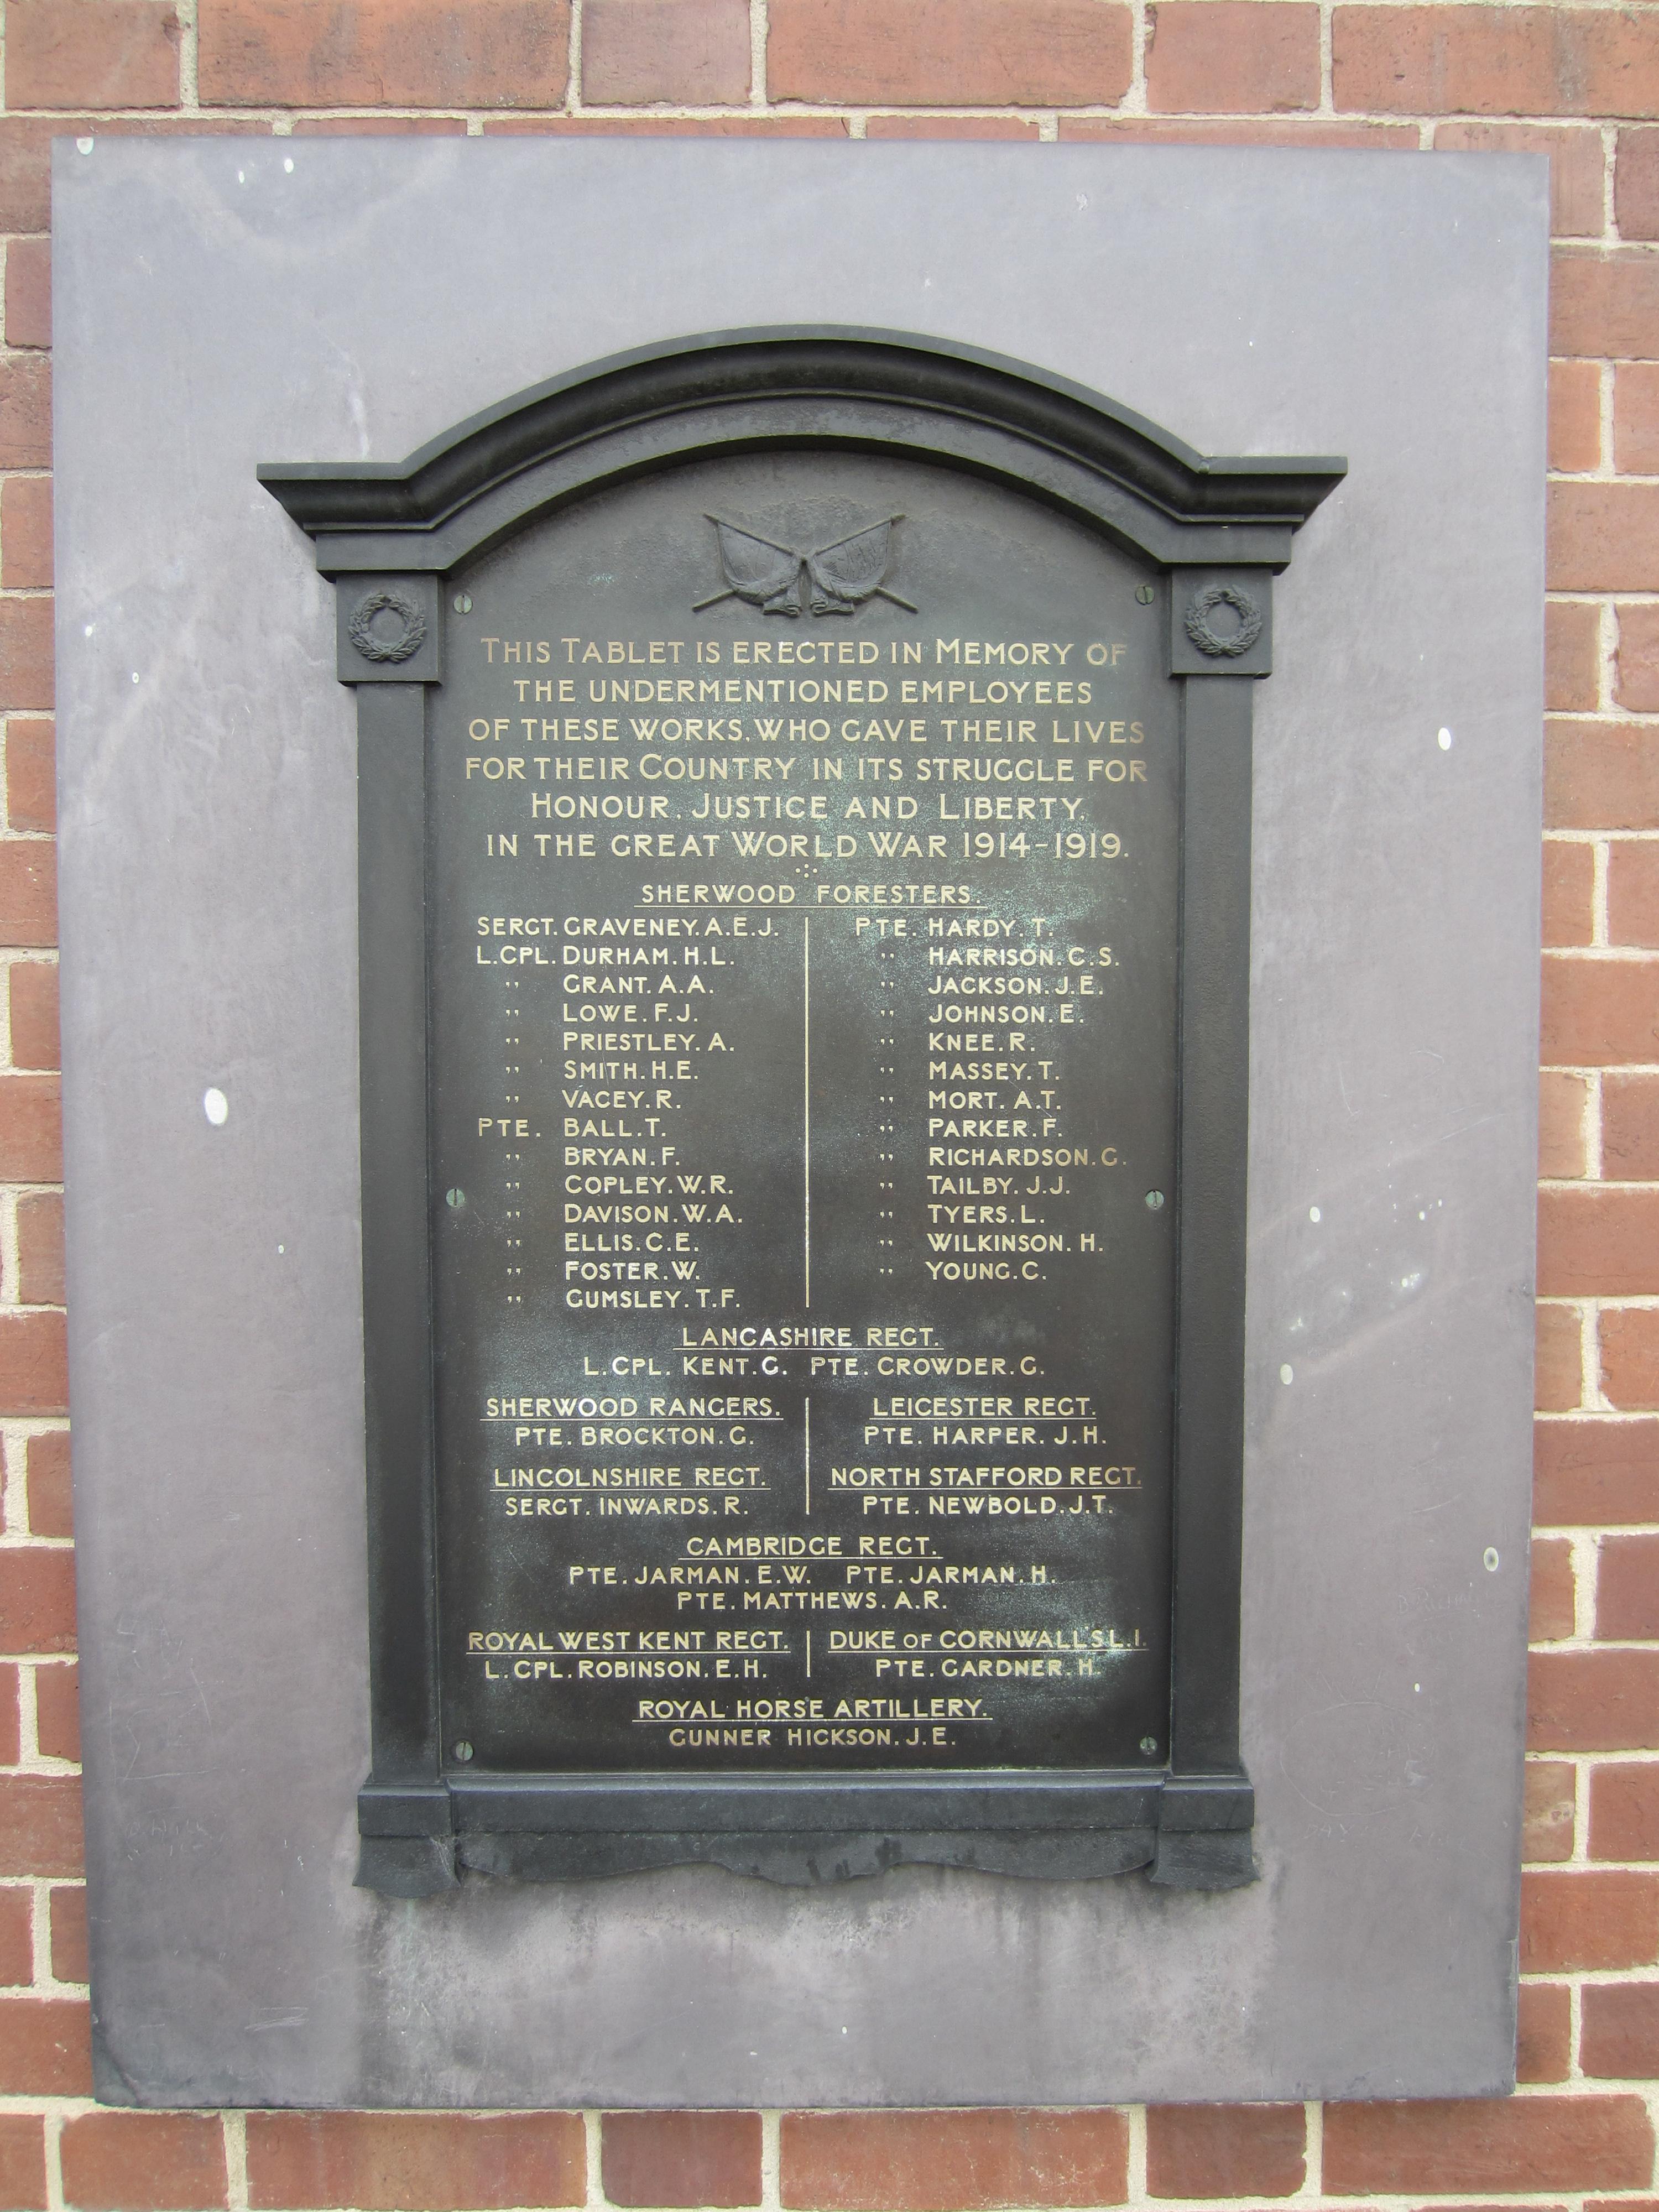 THIS TABLET IS ERECTED IN MEMORY OF
THE UNDERMENTIONED EMPLOYEES
OF THESE WORKS, WHO GAVE THEIR LIVES
FOR THEIR COUNTRY IN ITS STRUGGLE FOR
HONOUR, JUSTICE AND LIBERTY,
IN THE GREAT WORLD WAR 1914-1919.
SHERWOOD FORESTERS.
SERGT. GRAVENEY. A.E.J.
L.CPL. DURHAM. H.L.
" GRANT. A.A.
" LOWE. F.J.
" PRIESTLEY. A.
" SMITH. H.E.
" VACEY. R.
PTE. BALL. T.
" BRYAN. F.
" COPLEY. W.R.
" DAVISON. W.A.
" ELLIS. C.E.
" FOSTER. W.
" GUMSLEY. T.F.
PTE. HARDY. T.
" HARRISON. C.S.
" JACKSON. J.E.
" JOHNSON. E.
" KNEE. R.
" MASSEY. T.
" MORT. A.T.
" PARKER. F.
" RICHARDSON. G.
" TAILBY. J.J.
" TYERS. L.
" WILKINSON. H.
" YOUNG. C.
LANCASHIRE REGT.
L.CPL. KENT. G. PTE. CROWDER. G.
SHERWOOD RANGERS.
PTE. BROCKTON. G.
LEICESTER REGT.
PTE. HARPER. J.H.
LINCOLNSHIRE REGT.
SERGT. INWARDS. R.
NORTH STAFFORD REGT.
PTE. NEWBOLD. J.T.
CAMBRIDGE REGT.
PTE. JARMAN. E.W. PTE. JARMAN. H.
PTE. MATTHEWS. A.R.
ROYAL WEST KENT REGT.
L.CPL. ROBINSON. E.H.
DUKE OF CORNWALLS L.I.
PTE. GARDNER. H.
ROYAL HORSE ARTILLERY.
GUNNER HICKSON. J.E.